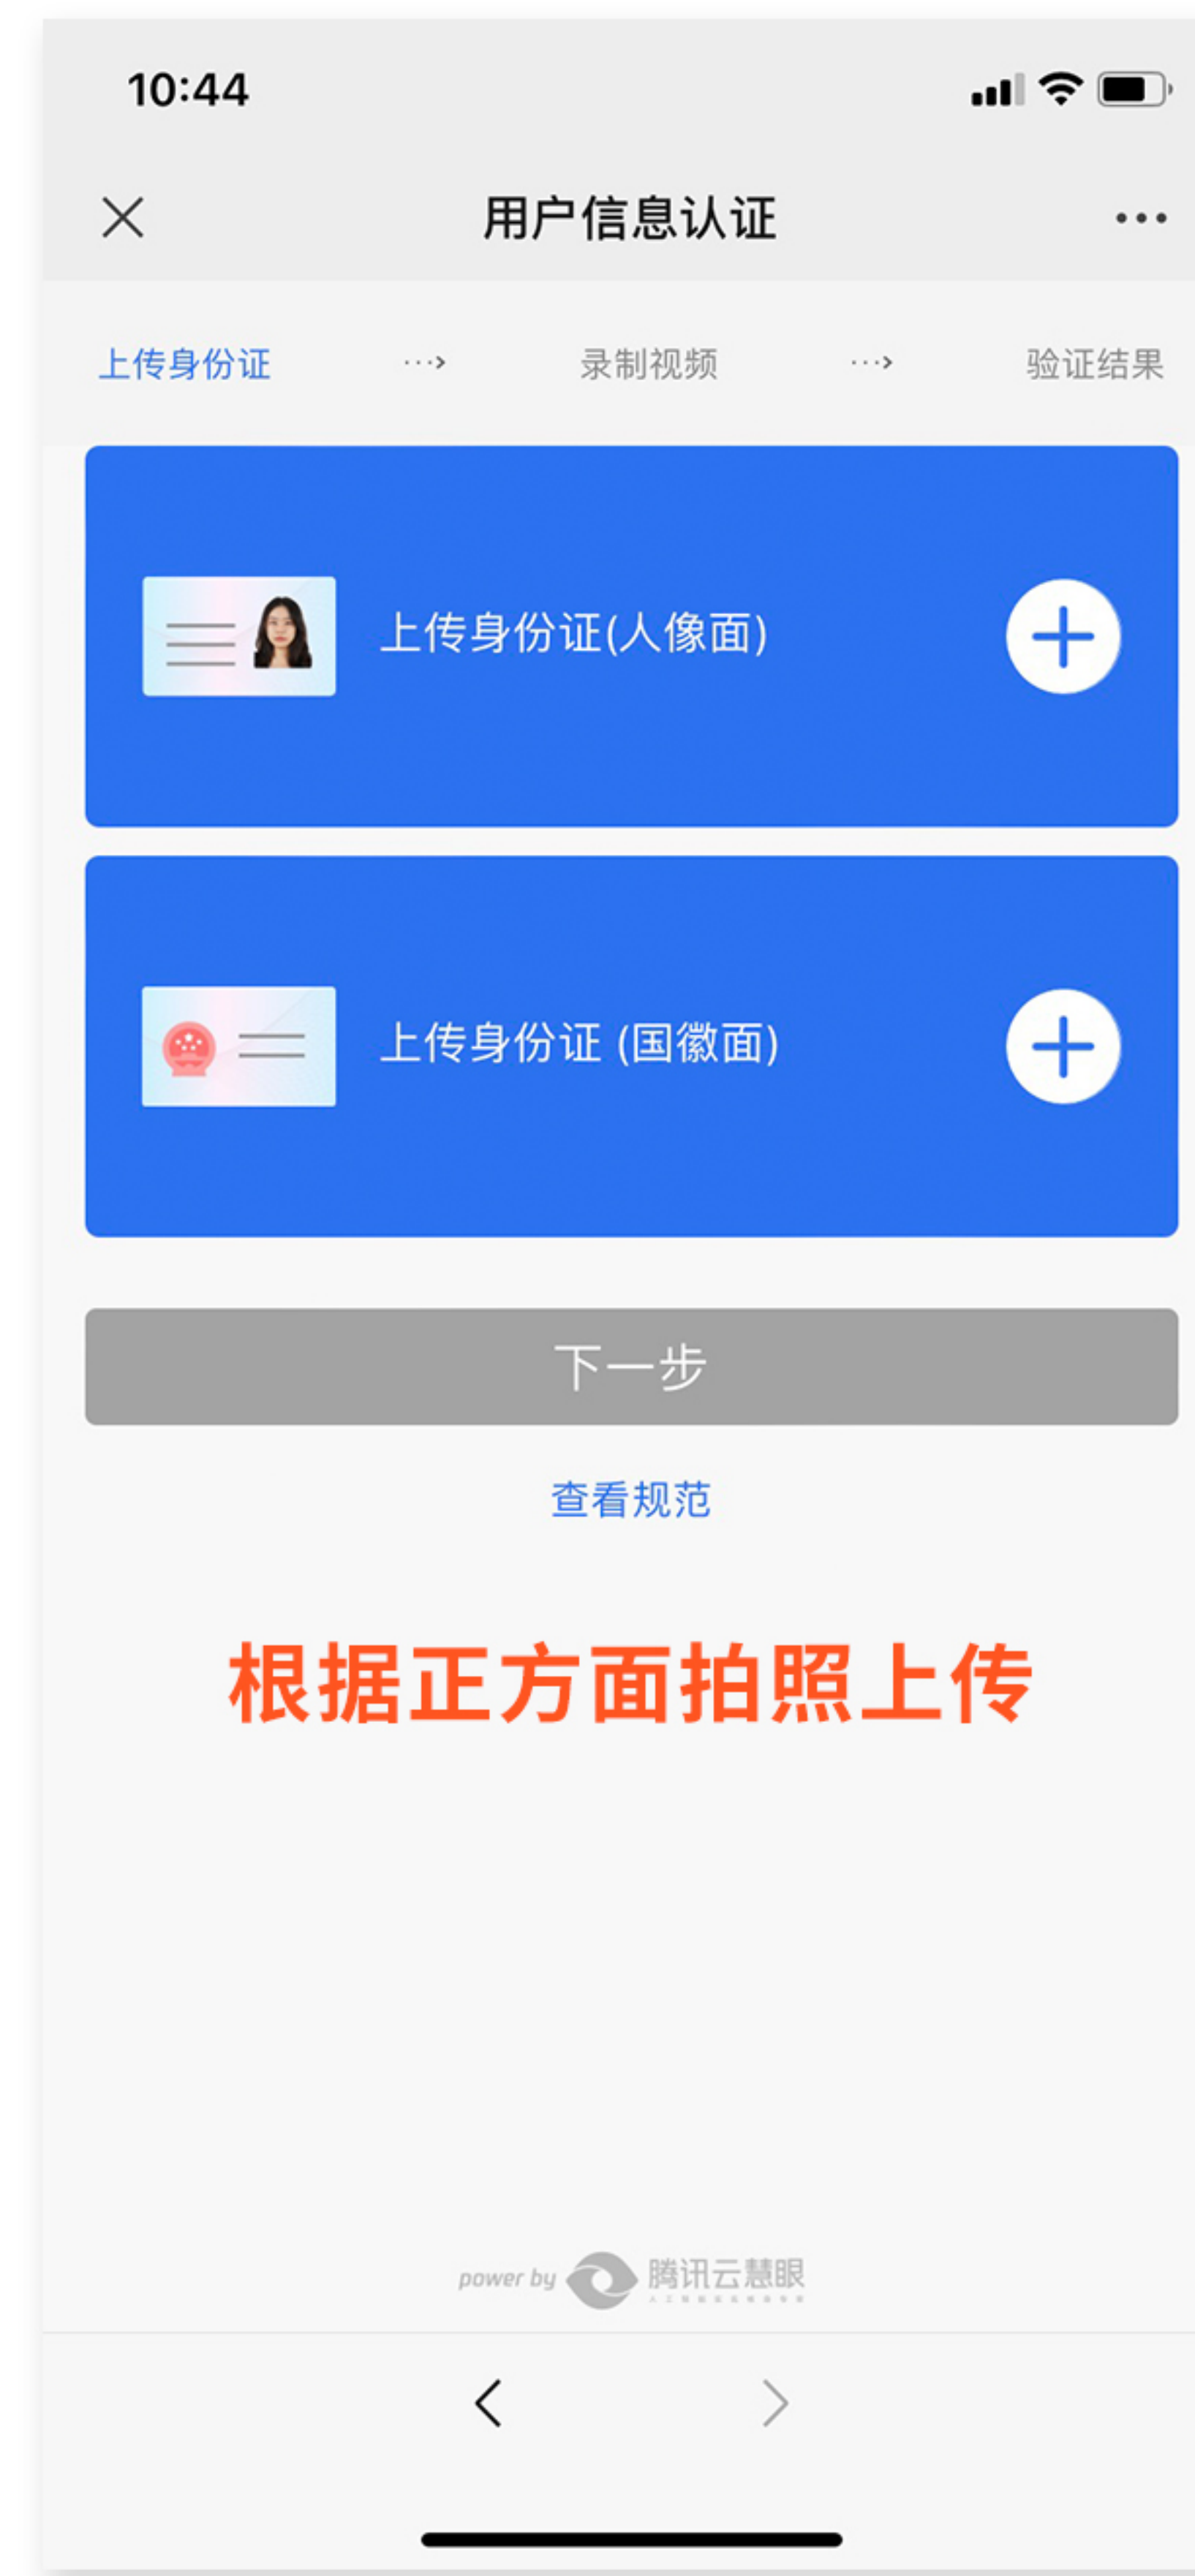 10:44
用户信息认证
上传身份证 ···> 录制视频 ···> 验证结果
上传身份证(人像面)
上传身份证 (国徽面)
下一步
查看规范
根据正方面拍照上传
power by 腾讯云慧眼